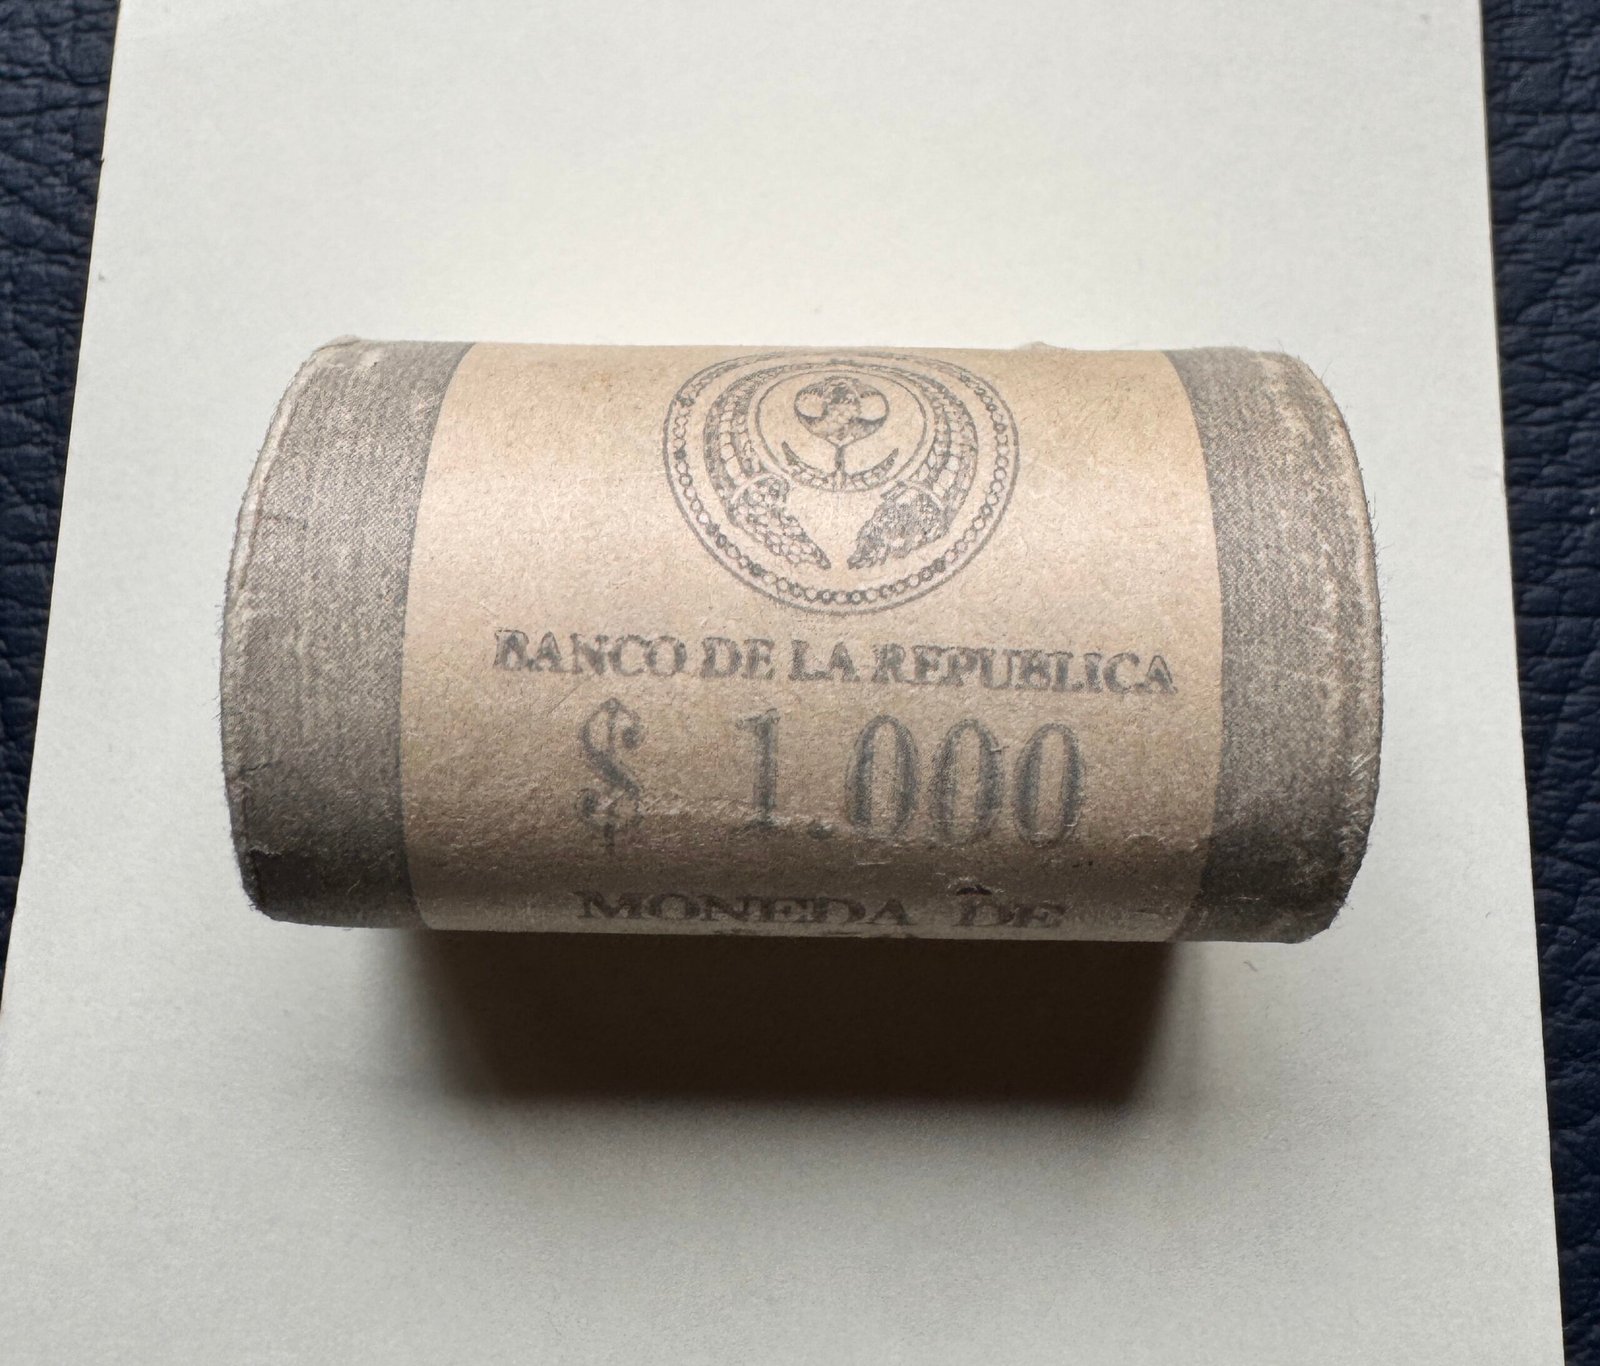 BANCO DE LA REPUBLICA
$ 1.000
MONEDA DE